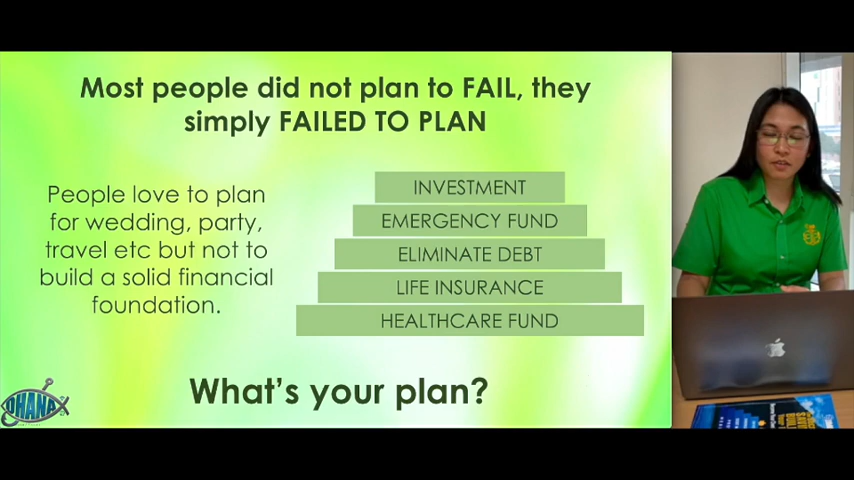 Most people did not plan to FAIL, they
simply FAILED TO PLAN
People love to plan
for wedding, party,
travel etc but not to
build a solid financial
foundation.
INVESTMENT
EMERGENCY FUND
ELIMINATE DEBT
LIFE INSURANCE
HEALTHCARE FUND
What's your plan?
OHANA